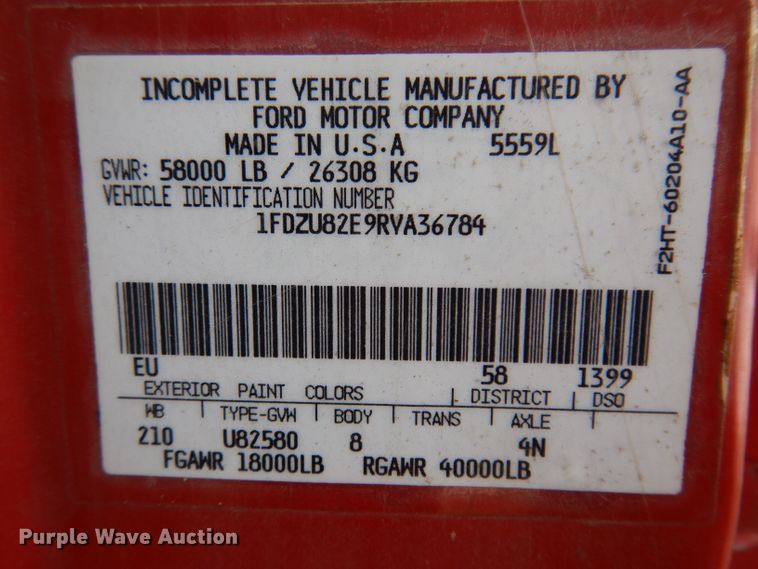 INCOMPLETE VEHICLE MANUFACTURED BY
FORD MOTOR COMPANY
MADE IN U.S.A 5559L
GVWR: 58000 LB / 26308 KG
VEHICLE IDENTIFICATION NUMBER
1FDZU82E9RVA36784
F2HT-60204A10-AA
EU 58 1399
EXTERIOR PAINT COLORS DISTRICT DSO
WB TYPE-GVW BODY TRANS AXLE
210 U82580 8 4N
FGAWR 18000LB RGAWR 40000LB
Purple Wave Auction